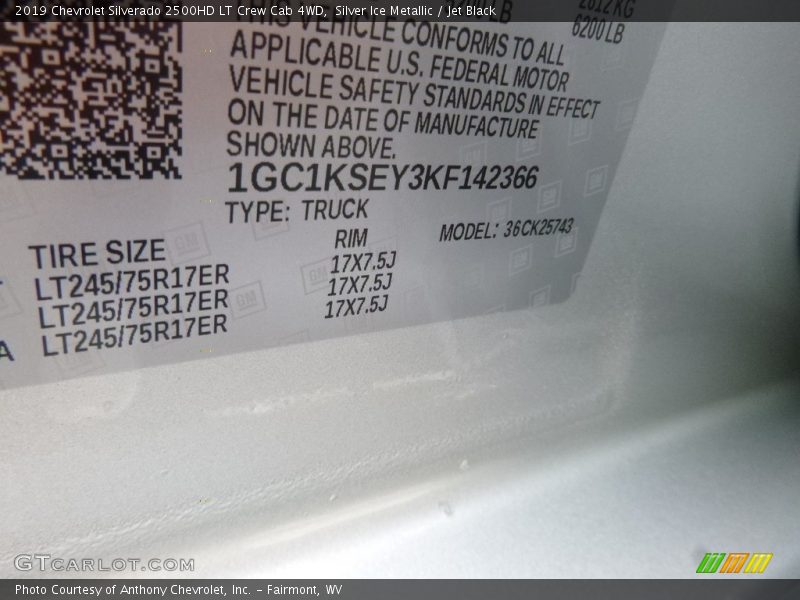 2019 Chevrolet Silverado 2500HD LT Crew Cab 4WD, Silver Ice Metallic / Jet Black
2812 KG
6200 LB
THIS VEHICLE CONFORMS TO ALL
APPLICABLE U.S. FEDERAL MOTOR
VEHICLE SAFETY STANDARDS IN EFFECT
ON THE DATE OF MANUFACTURE
SHOWN ABOVE.
1GC1KSEY3KF142366
TYPE: TRUCK
MODEL: 36CK25743
TIRE SIZE
RIM
LT245/75R17ER
17X7.5J
LT245/75R17ER
17X7.5J
LT245/75R17ER
17X7.5J
GTCARLOT.COM
Photo Courtesy of Anthony Chevrolet, Inc. – Fairmont, WV